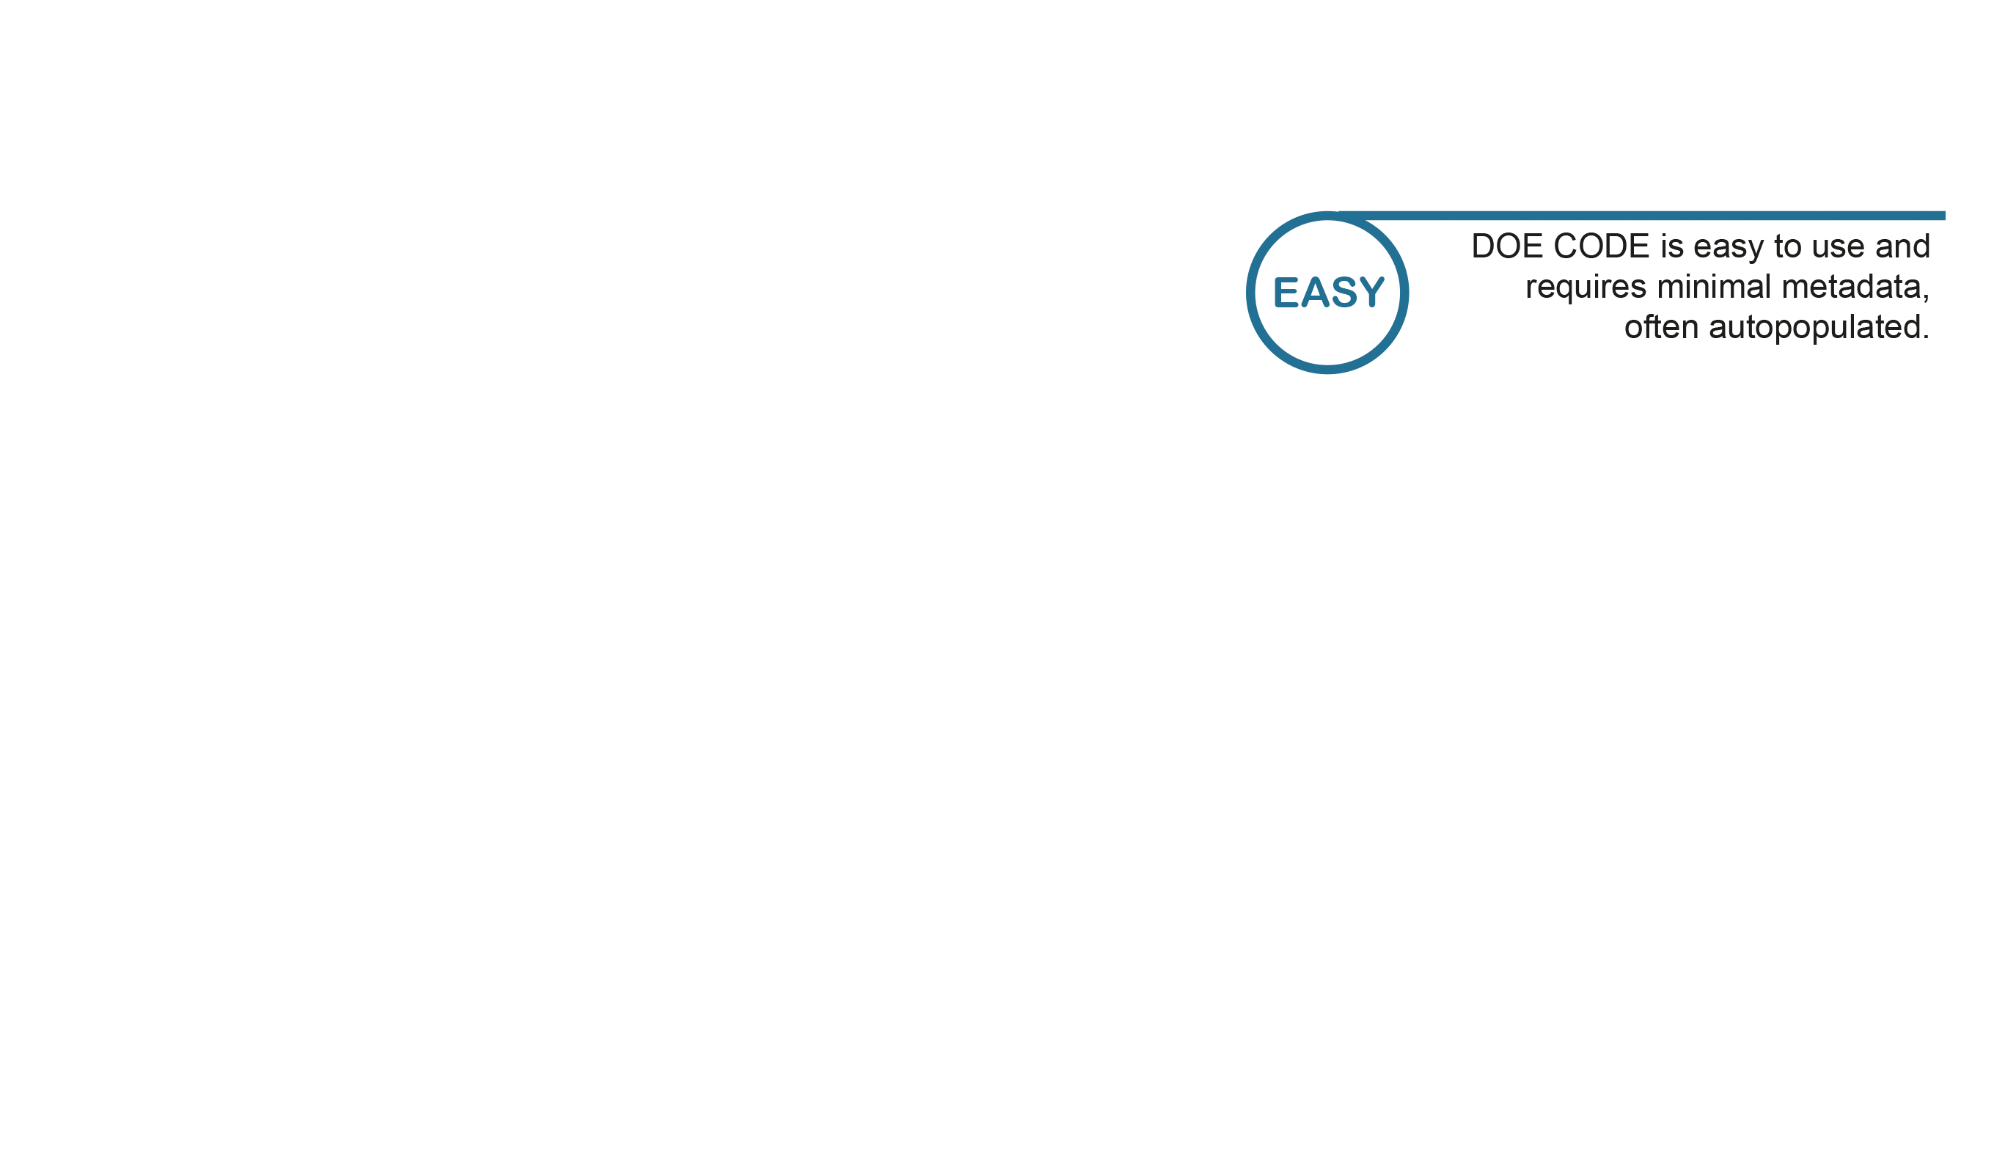 EASY
DOE CODE is easy to use and
requires minimal metadata,
often autopopulated.